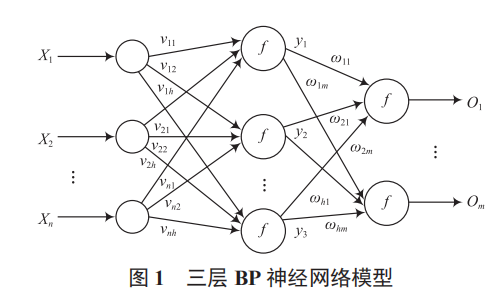 X1
X2
⋮
Xn
v11
v12
v1h
v21
v22
v2h
vn1
vn2
vnh
f
f
⋮
f
y1
y2
y3
ω11
ω1m
ω21
ω2m
ωh1
ωhm
f
f
O1
⋮
Om
图 1 三层 BP 神经网络模型